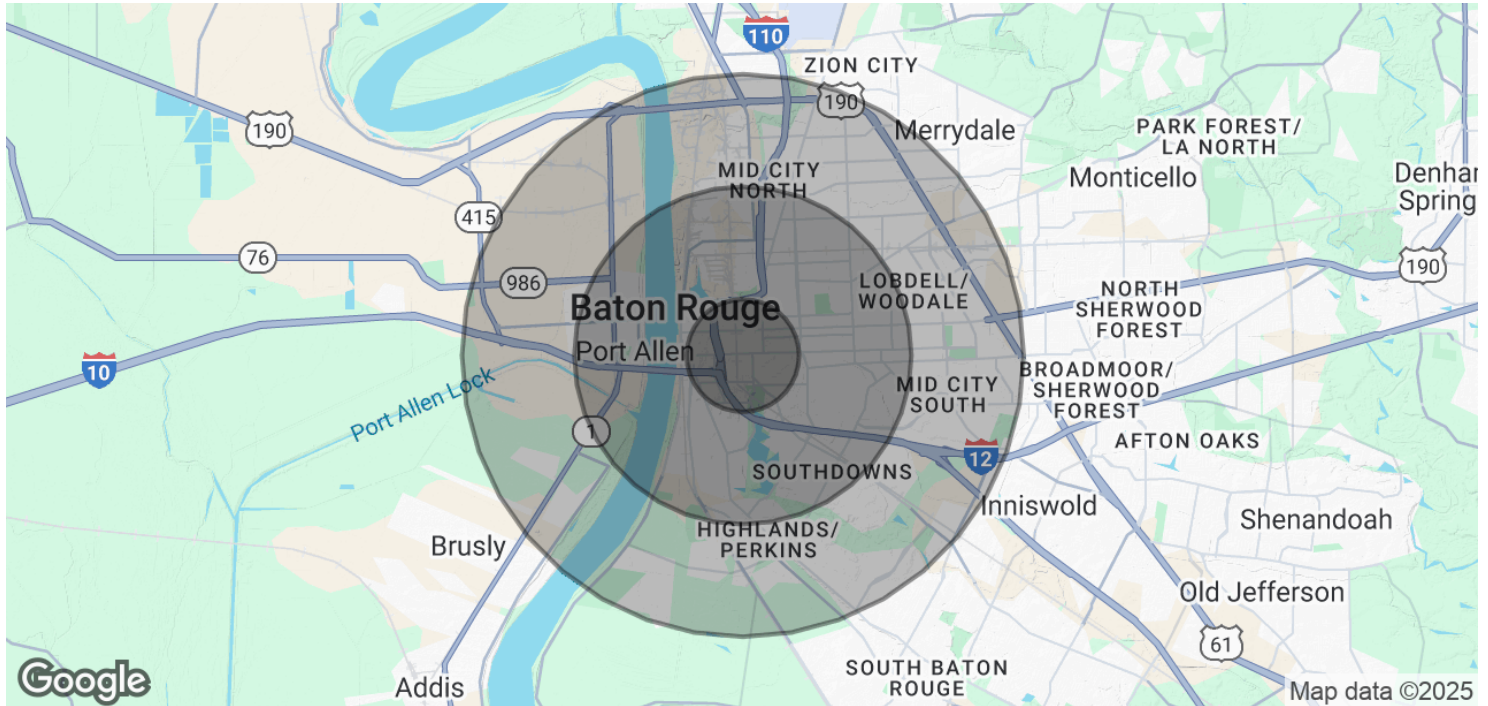 110
ZION CITY
190
Merrydale
190
PARK FOREST/
LA NORTH
MID CITY
NORTH
Monticello
Denham
Spring
415
76
986
LOBDELL/
WOODALE
190
NORTH
SHERWOOD
FOREST
Baton Rouge
Port Allen
10
BROADMOOR/
SHERWOOD
FOREST
MID CITY
SOUTH
Port Allen Lock
1
AFTON OAKS
12
SOUTHDOWNS
Inniswold
Shenandoah
HIGHLANDS/
PERKINS
Brusly
Old Jefferson
61
SOUTH BATON
ROUGE
Addis
Google
Map data ©2025